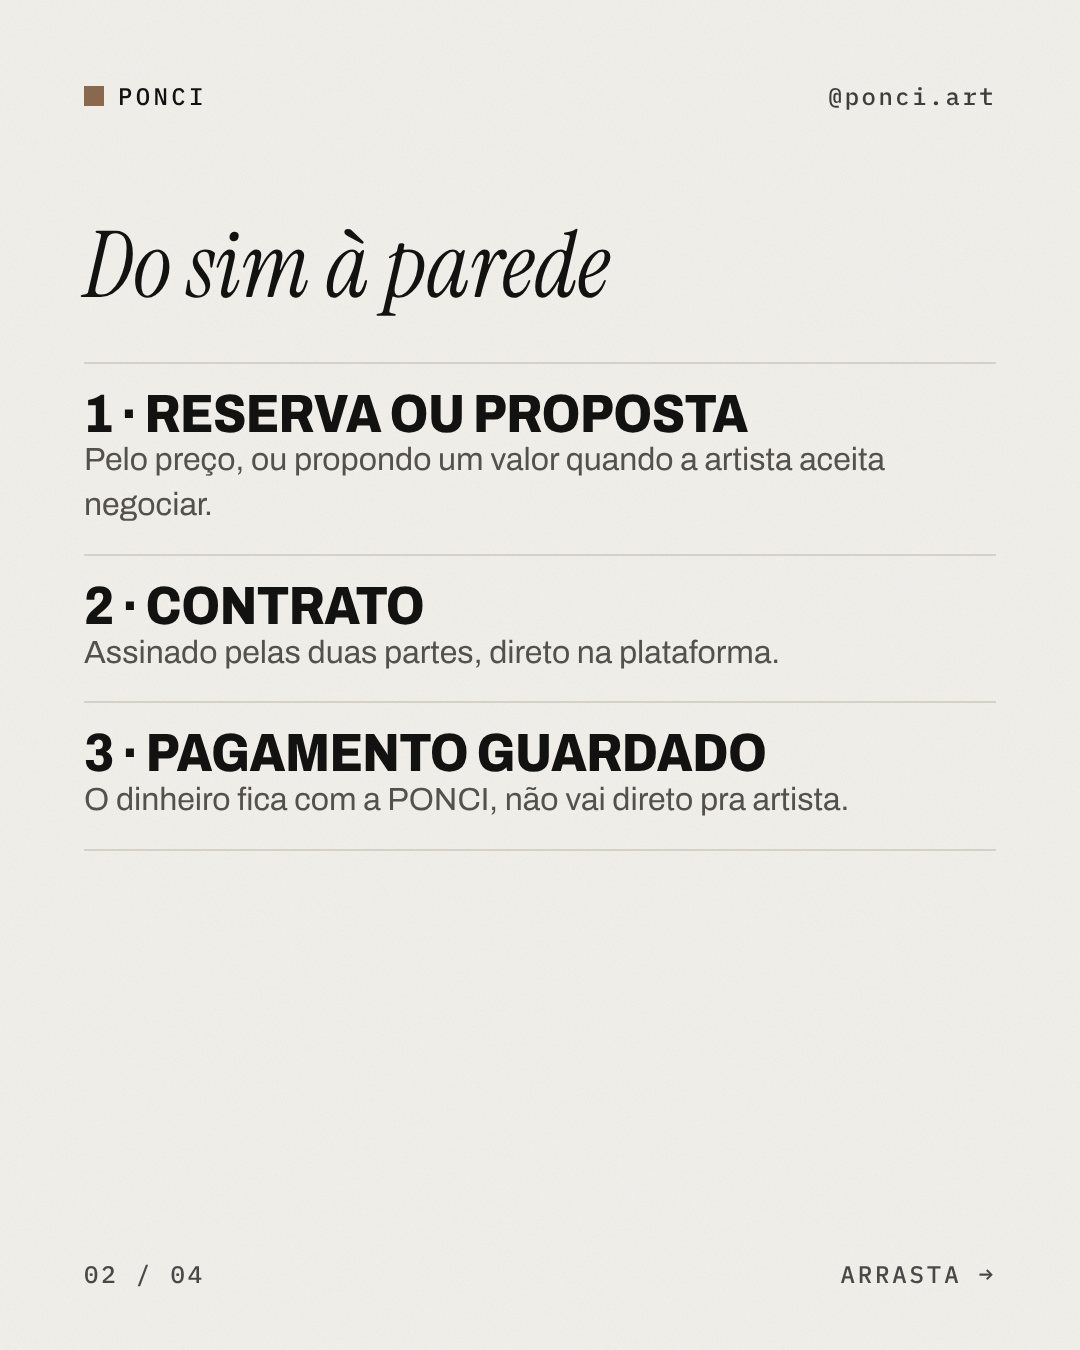 PONCI
@ponci.art
Do sim à parede
1 · RESERVA OU PROPOSTA
Pelo preço, ou propondo um valor quando a artista aceita
negociar.
2 · CONTRATO
Assinado pelas duas partes, direto na plataforma.
3 · PAGAMENTO GUARDADO
O dinheiro fica com a PONCI, não vai direto pra artista.
02 / 04
ARRASTA →